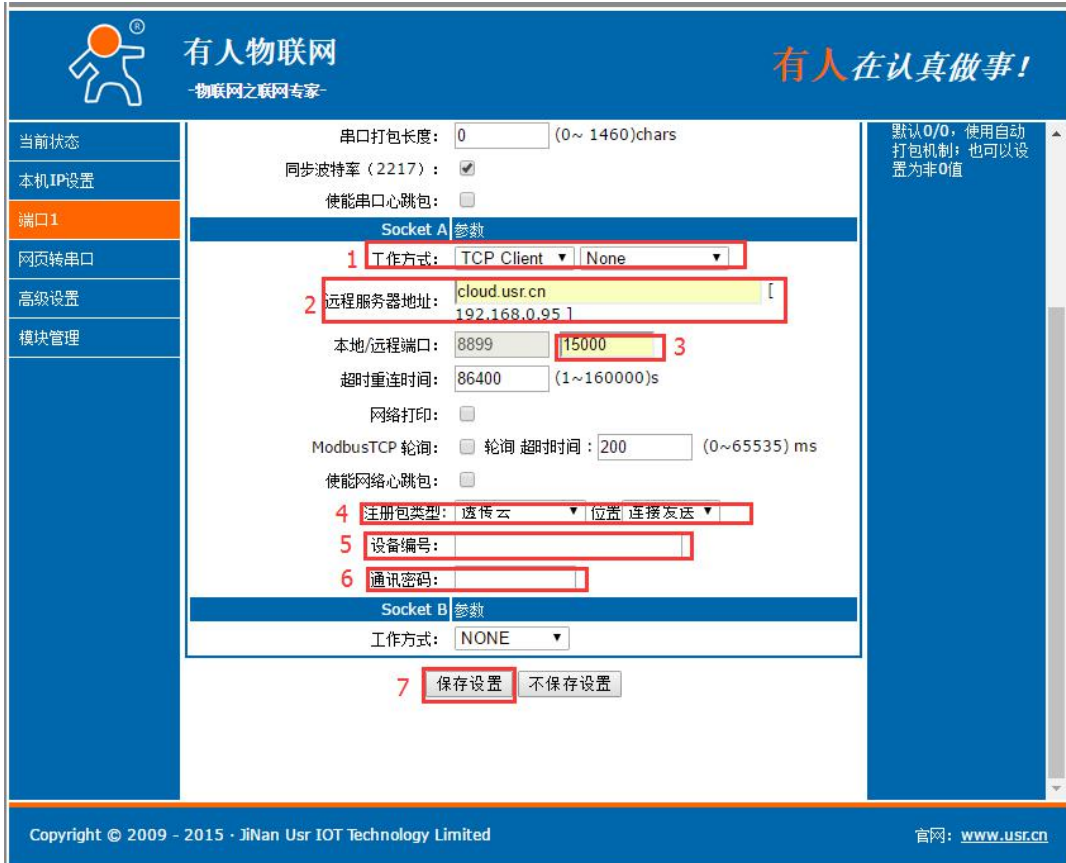 ®
有人物联网
-物联网之联网专家-
有人在认真做事!
当前状态
本机IP设置
端口1
网页转串口
高级设置
模块管理
串口打包长度: 0 (0~ 1460)chars
同步波特率（2217）:
使能串口心跳包:
Socket A 参数
1 工作方式: TCP Client None
2 远程服务器地址: cloud.usr.cn [
192.168.0.95 ]
本地/远程端口: 8899 15000 3
超时重连时间: 86400 (1~160000)s
网络打印:
ModbusTCP 轮询: 轮询 超时时间 : 200 (0~65535) ms
使能网络心跳包:
4 注册包类型: 透传云 位置 连接发送
5 设备编号:
6 通讯密码:
Socket B 参数
工作方式: NONE
7 保存设置 不保存设置
默认0/0，使用自动
打包机制；也可以设
置为非0值
Copyright © 2009 - 2015 · JiNan Usr IOT Technology Limited
官网: www.usr.cn